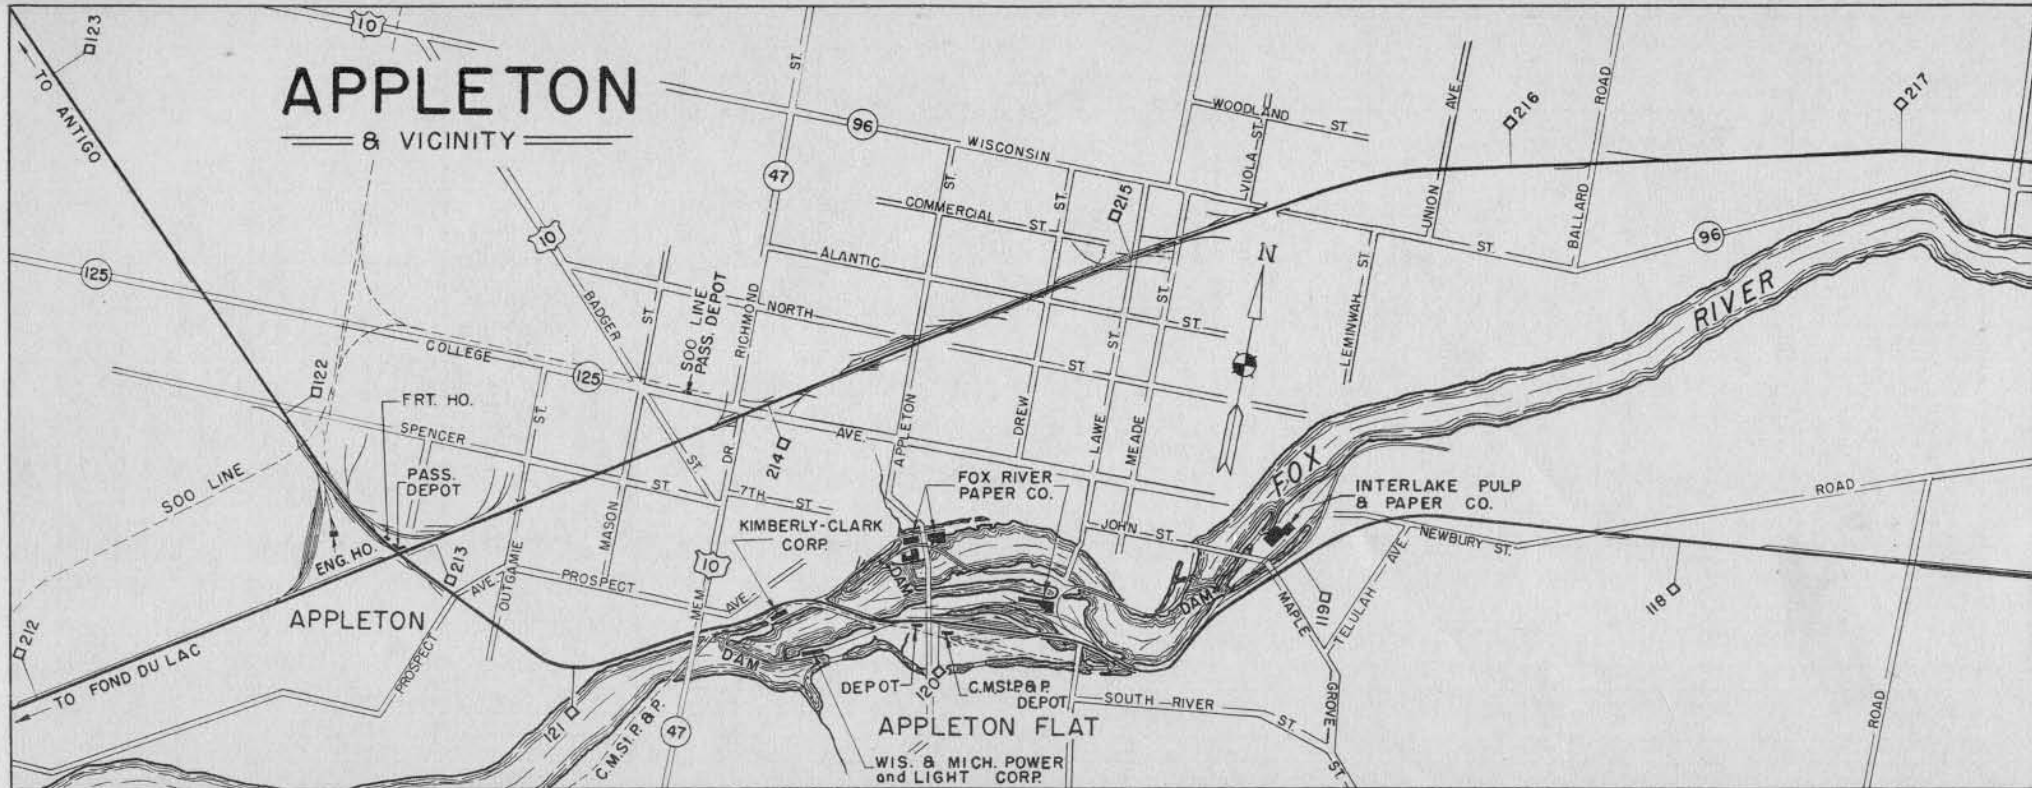 APPLETON
& VICINITY
10
123
TO ANTIGO
125
COLLEGE
125
AVE.
122
FRT. HO.
SPENCER
ST.
PASS.
DEPOT
SOO LINE
ENG. HO.
213
APPLETON
212
TO FOND DU LAC
PROSPECT
AVE.
OUTGAMIE
ST.
PROSPECT
AVE.
MASON
ST.
10
BADGER
ST.
SOO LINE
PASS. DEPOT
RICHMOND
ST.
47
96
WISCONSIN
ST.
COMMERCIAL
ST.
ALANTIC
ST.
NORTH
ST.
APPLETON
ST.
DREW
ST.
LAWE
ST.
MEADE
ST.
214
215
WOODLAND
ST.
VIOLA ST.
UNION AVE
216
BALLARD ROAD
217
96
N
LEMINWAH ST.
FOX RIVER
7TH ST
MEM. DR.
10
47
KIMBERLY-CLARK
CORP.
FOX RIVER
PAPER CO.
DAM
DAM
DAM
JOHN ST.
INTERLAKE PULP
& PAPER CO.
NEWBURY ST.
ROAD
TELULAH AVE.
MAPLE
GROVE
ST.
119
118
ROAD
DEPOT
120
C.M.ST.P.& P.
DEPOT
SOUTH RIVER
ST.
APPLETON FLAT
WIS. & MICH. POWER
and LIGHT CORP.
121
C.M.ST. P. & P.